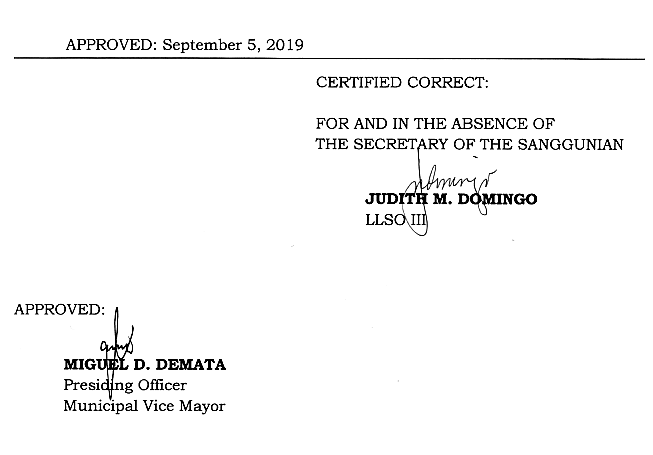 APPROVED: September 5, 2019
CERTIFIED CORRECT:
FOR AND IN THE ABSENCE OF
THE SECRETARY OF THE SANGGUNIAN
JUDITH M. DOMINGO
LLSO III
APPROVED:
MIGUEL D. DEMATA
Presiding Officer
Municipal Vice Mayor